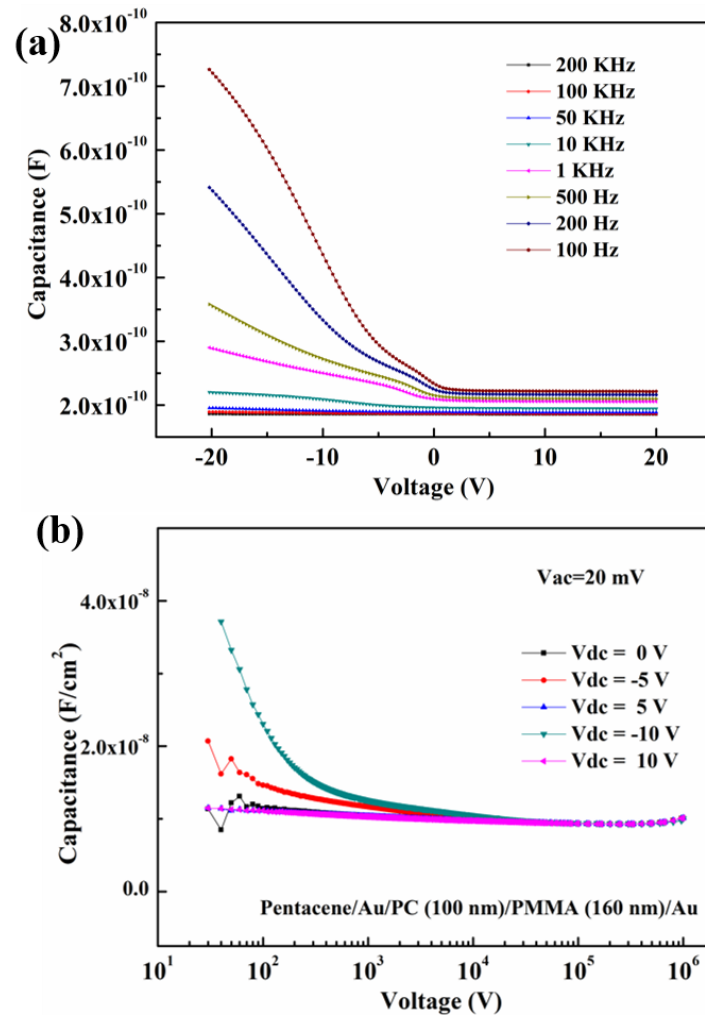 (a)
8.0x10⁻¹⁰
7.0x10⁻¹⁰
6.0x10⁻¹⁰
5.0x10⁻¹⁰
4.0x10⁻¹⁰
3.0x10⁻¹⁰
2.0x10⁻¹⁰
Capacitance (F)
200 KHz
100 KHz
50 KHz
10 KHz
1 KHz
500 Hz
200 Hz
100 Hz
-20 -10 0 10 20
Voltage (V)
(b)
4.0x10⁻⁸
2.0x10⁻⁸
0.0
Capacitance (F/cm²)
Vac=20 mV
Vdc = 0 V
Vdc = -5 V
Vdc = 5 V
Vdc = -10 V
Vdc = 10 V
Pentacene/Au/PC (100 nm)/PMMA (160 nm)/Au
10¹ 10² 10³ 10⁴ 10⁵ 10⁶
Voltage (V)